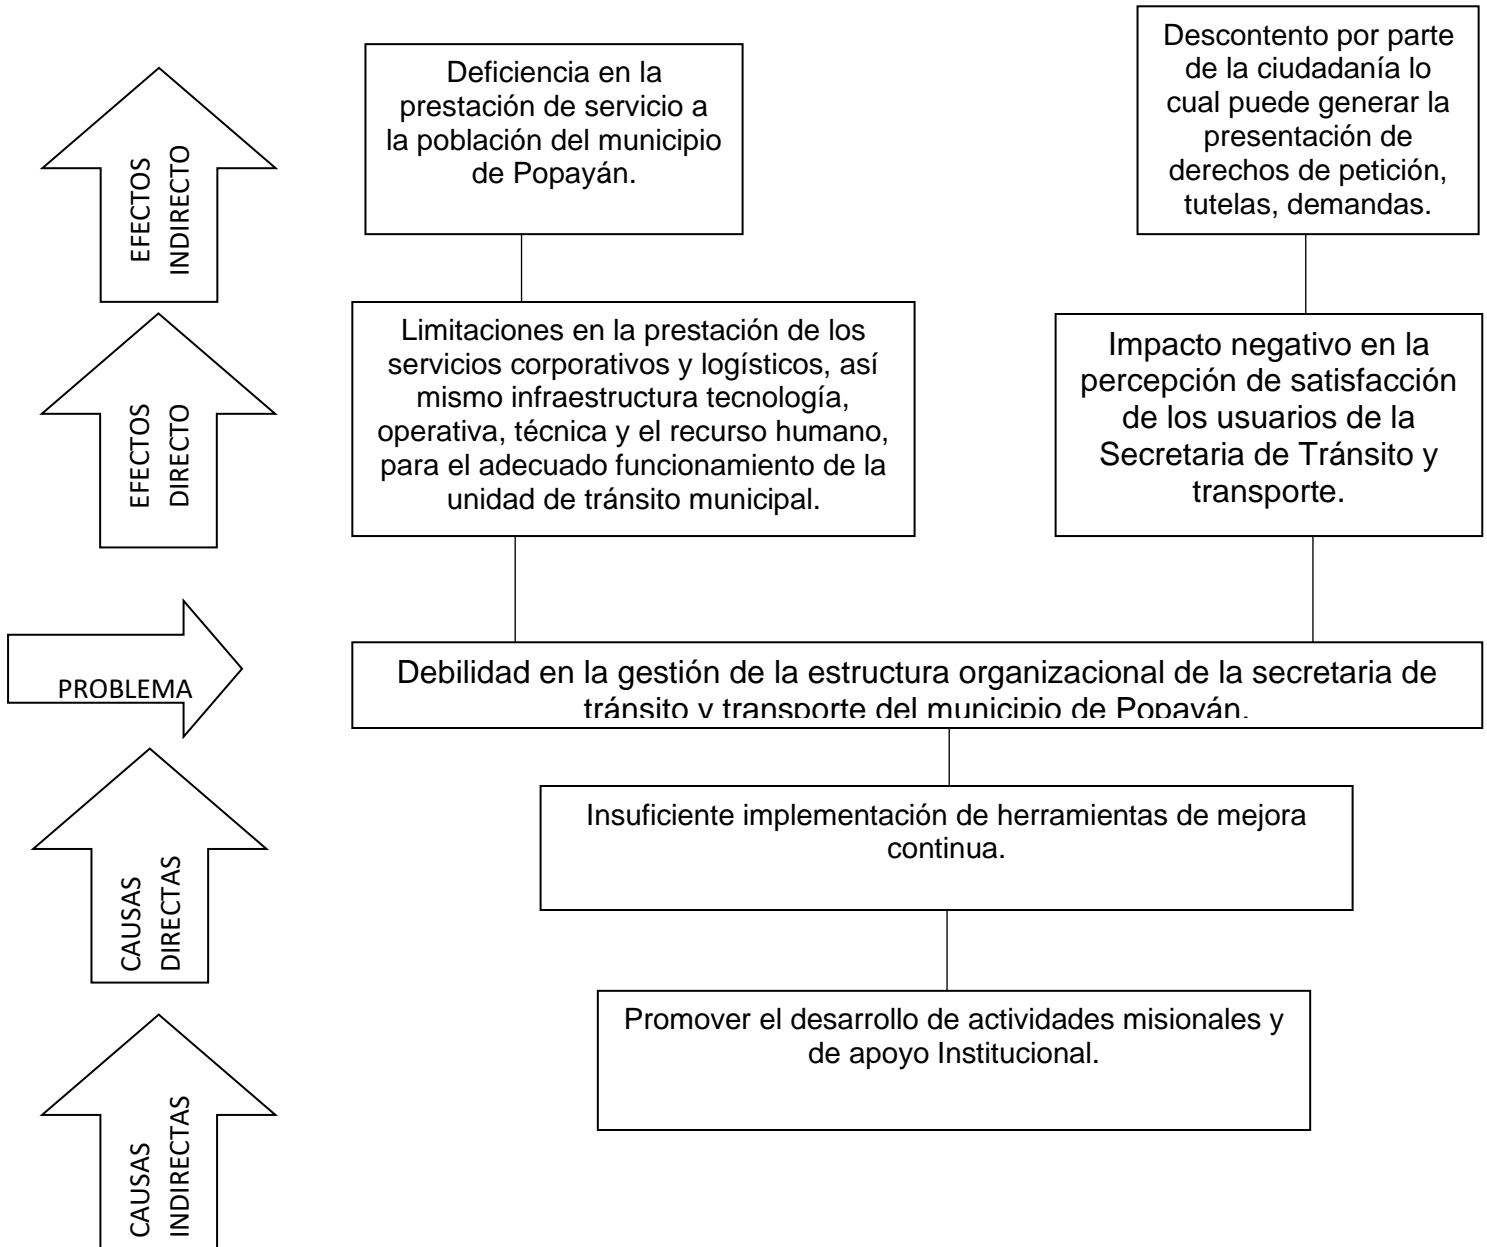 EFECTOS
INDIRECTO
Deficiencia en la
prestación de servicio a
la población del municipio
de Popayán.
Descontento por parte
de la ciudadanía lo
cual puede generar la
presentación de
derechos de petición,
tutelas, demandas.
EFECTOS
DIRECTO
Limitaciones en la prestación de los
servicios corporativos y logísticos, así
mismo infraestructura tecnología,
operativa, técnica y el recurso humano,
para el adecuado funcionamiento de la
unidad de tránsito municipal.
Impacto negativo en la
percepción de satisfacción
de los usuarios de la
Secretaria de Tránsito y
transporte.
PROBLEMA
Debilidad en la gestión de la estructura organizacional de la secretaria de
tránsito y transporte del municipio de Popayán.
CAUSAS
DIRECTAS
Insuficiente implementación de herramientas de mejora
continua.
CAUSAS
INDIRECTAS
Promover el desarrollo de actividades misionales y
de apoyo Institucional.